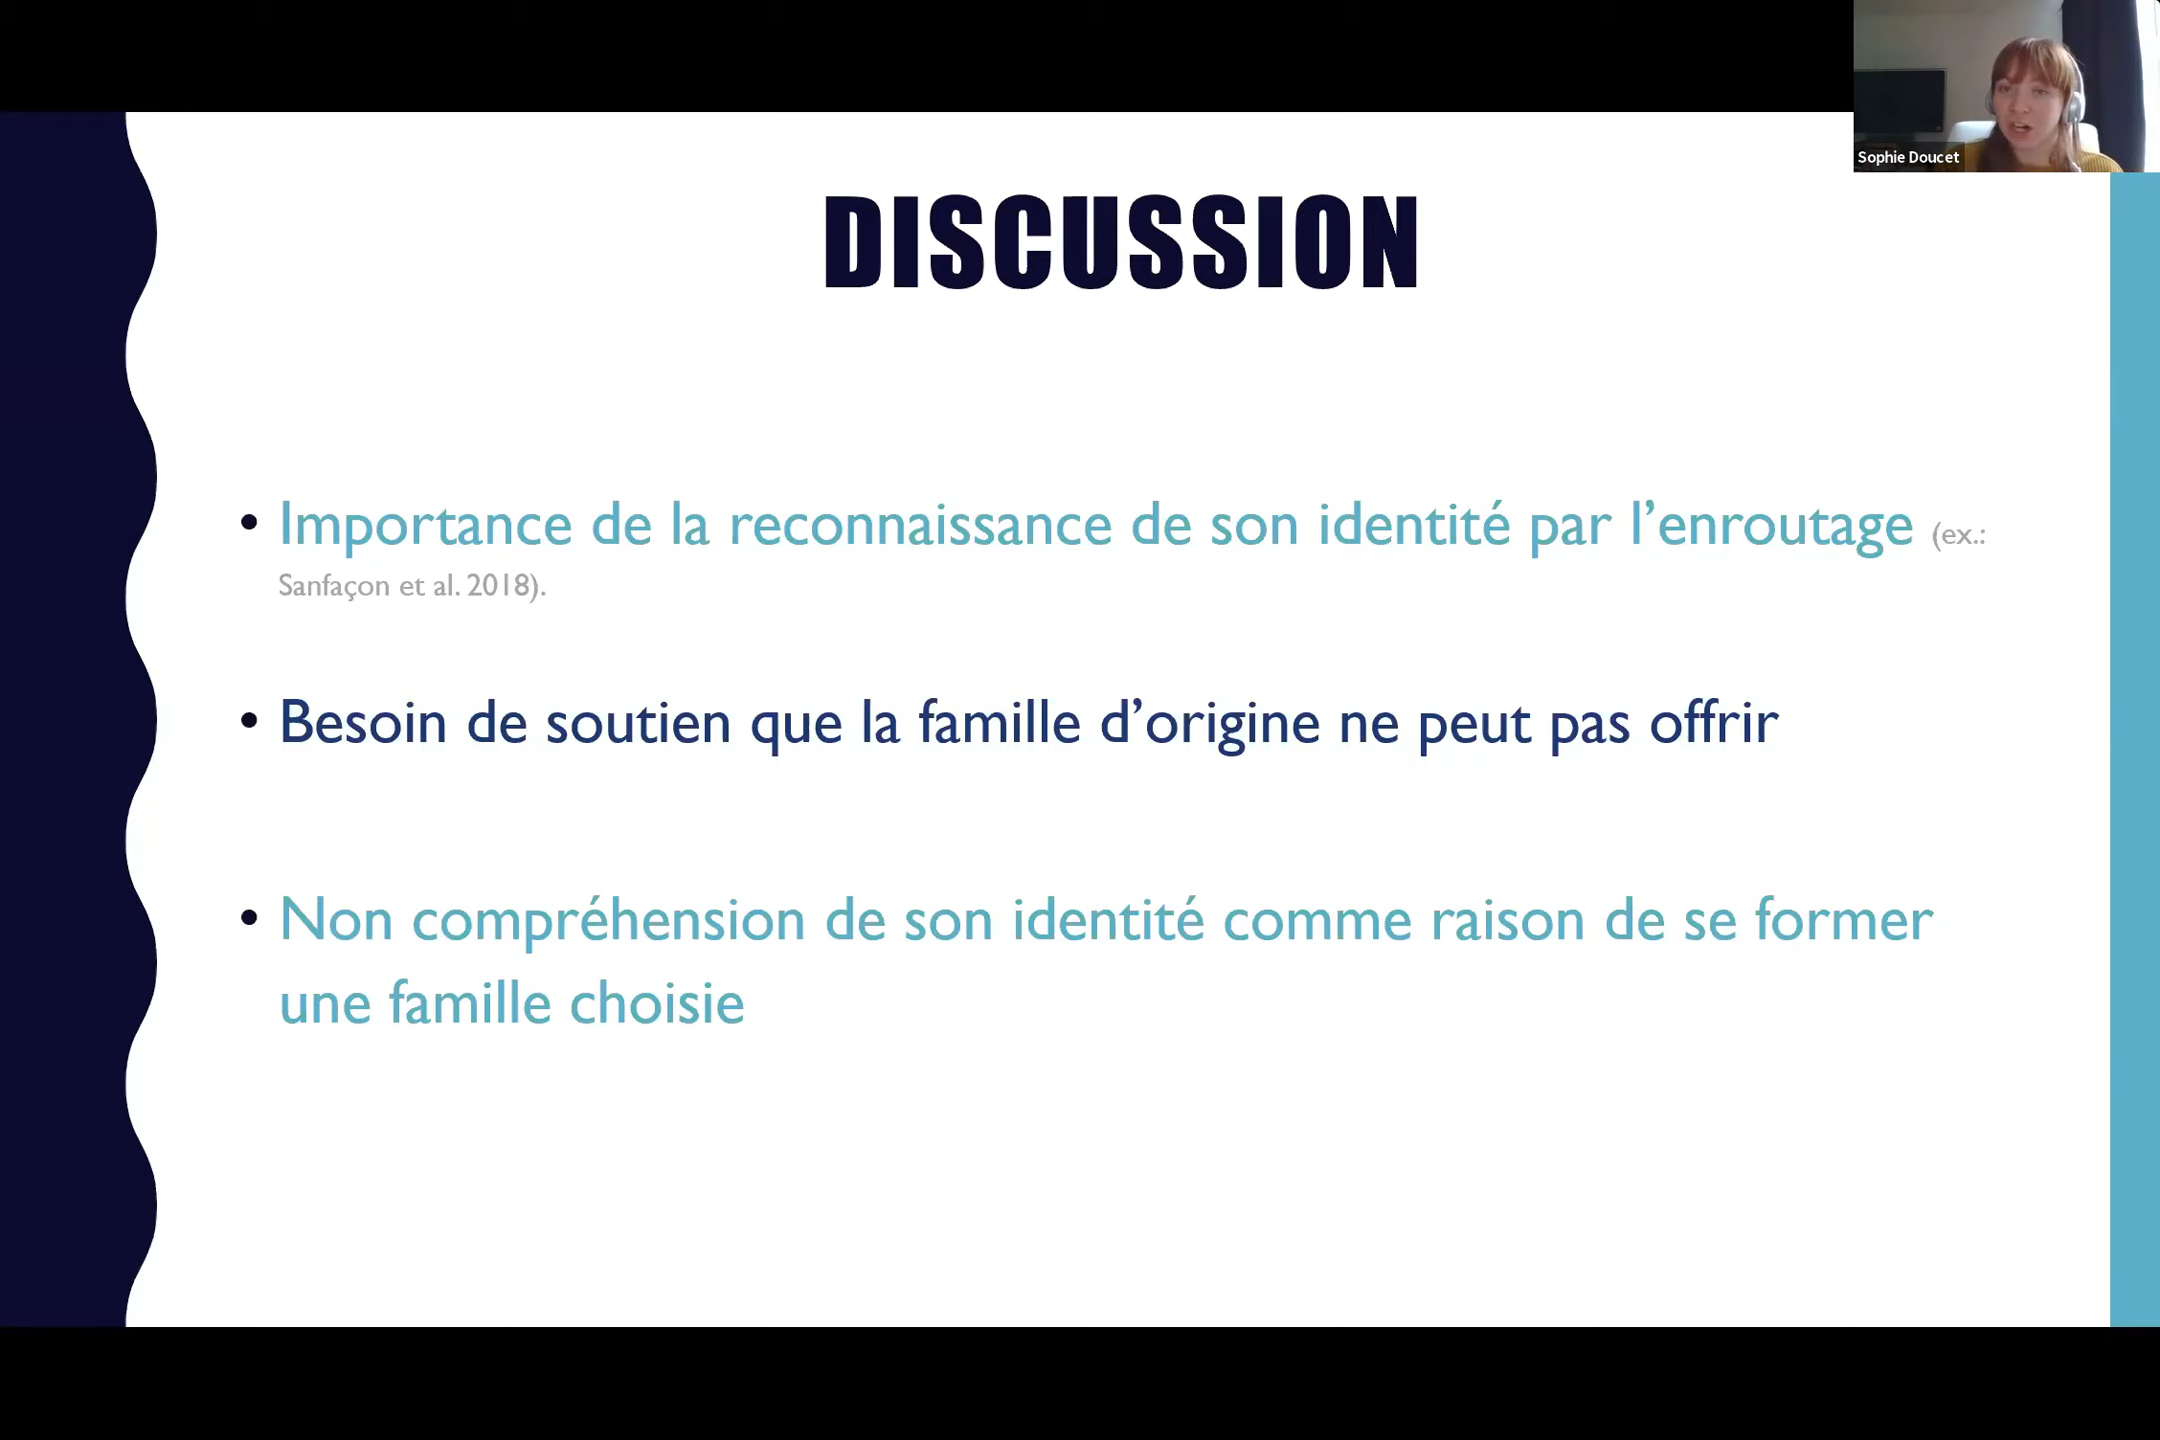 Sophie Doucet
DISCUSSION
• Importance de la reconnaissance de son identité par l’enroutage (ex.:
Sanfaçon et al. 2018).
• Besoin de soutien que la famille d’origine ne peut pas offrir
• Non compréhension de son identité comme raison de se former
une famille choisie